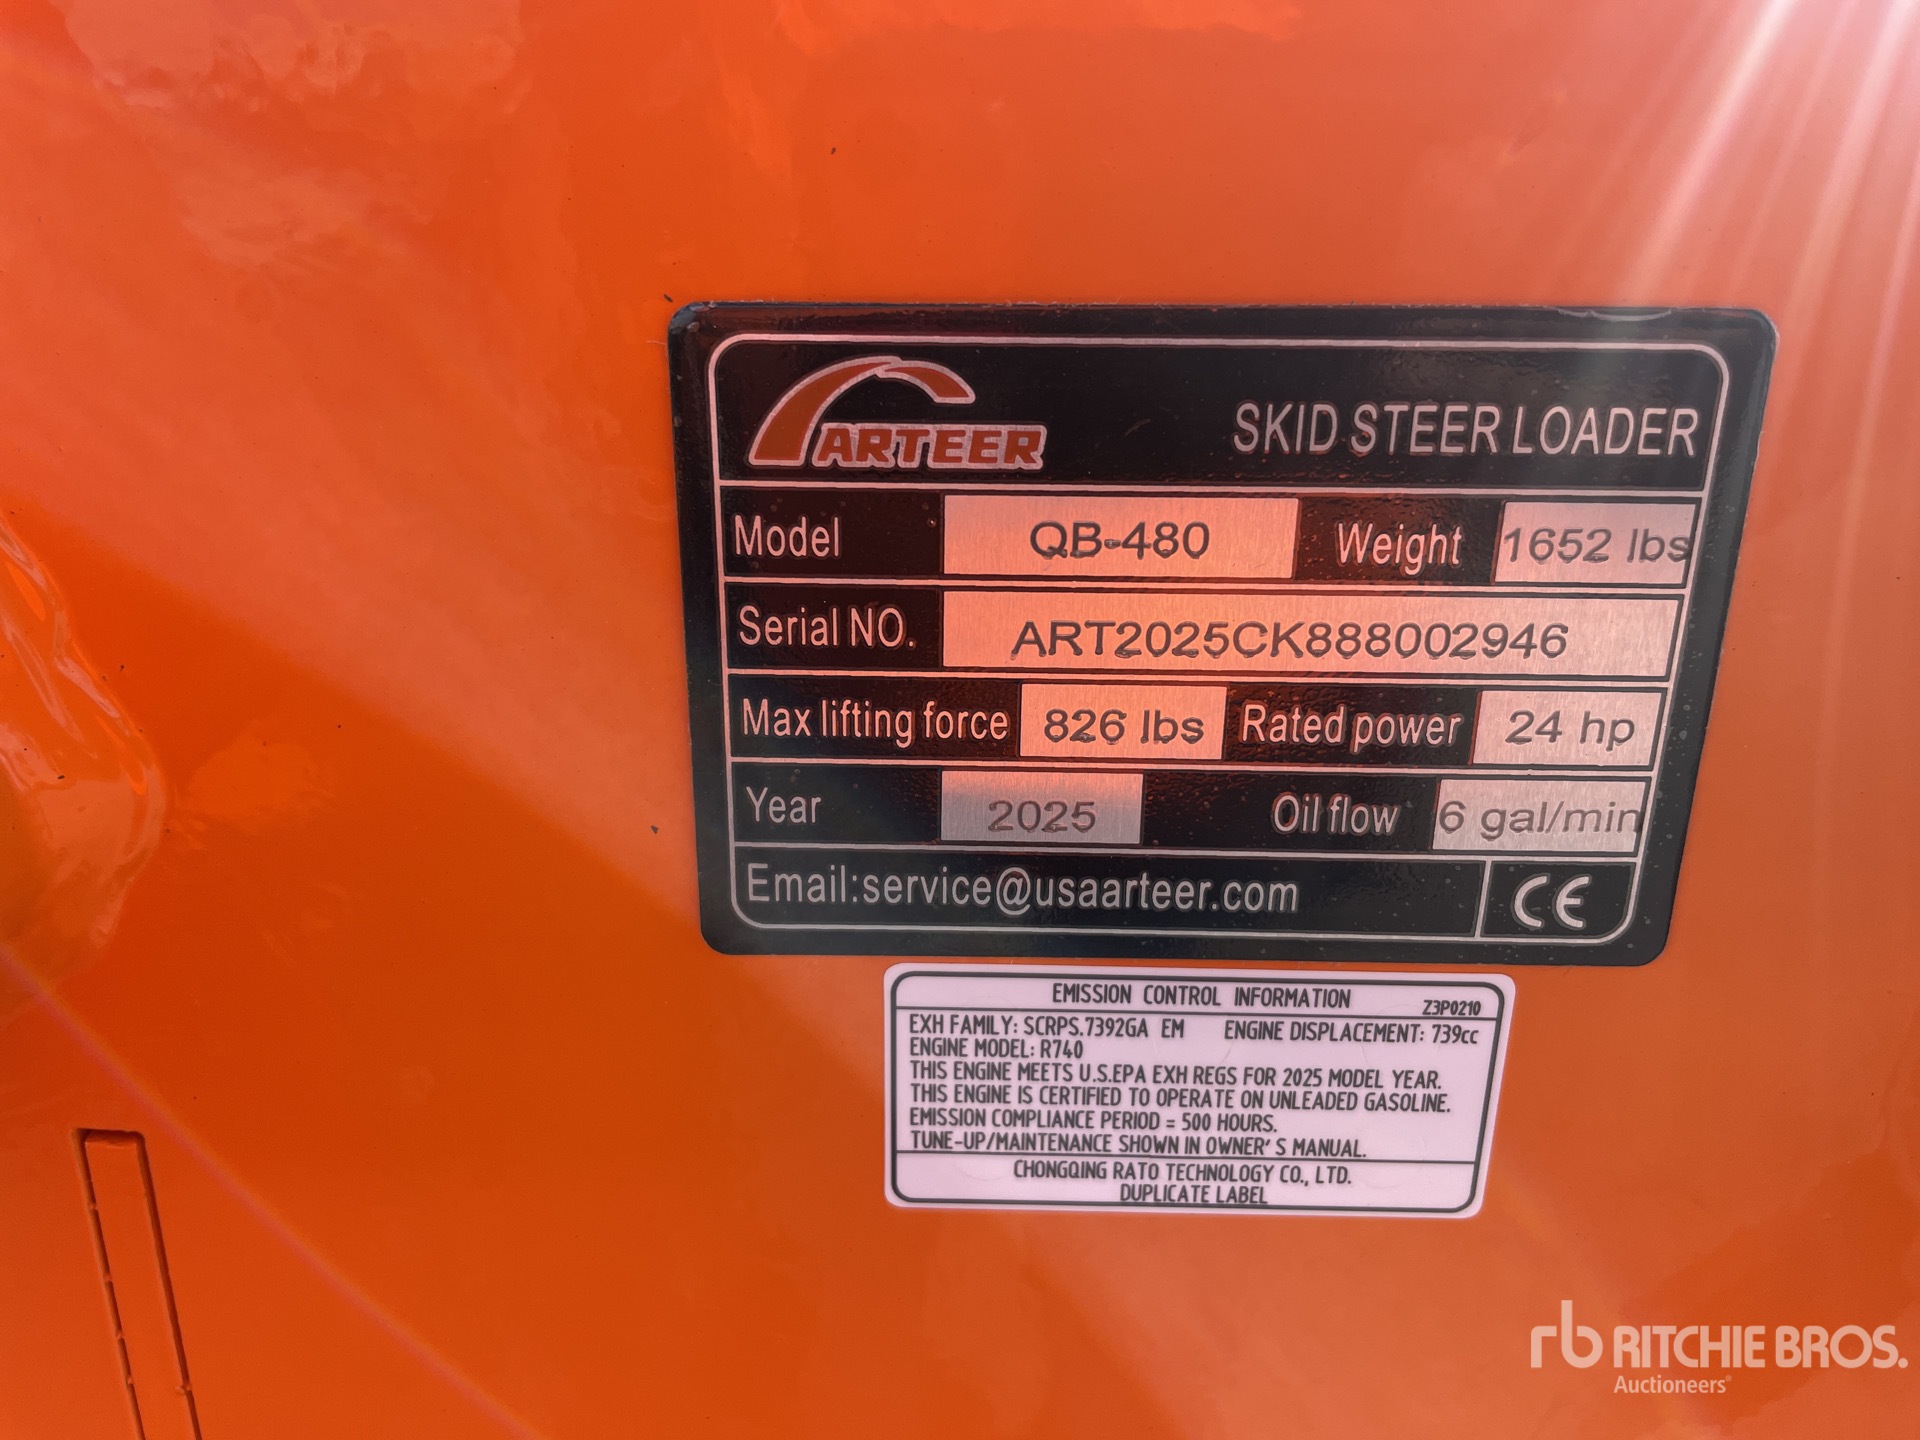 ARTEER SKID STEER LOADER
Model QB-480 Weight 1652 lbs
Serial NO. ART2025CK888002946
Max lifting force 826 lbs Rated power 24 hp
Year 2025 Oil flow 6 gal/min
Email:service@usaarteer.com CE
EMISSION CONTROL INFORMATION Z3P0210
EXH FAMILY: SCRPS.7392GA EM ENGINE DISPLACEMENT: 739cc
ENGINE MODEL: R740
THIS ENGINE MEETS U.S.EPA EXH REGS FOR 2025 MODEL YEAR.
THIS ENGINE IS CERTIFIED TO OPERATE ON UNLEADED GASOLINE.
EMISSION COMPLIANCE PERIOD = 500 HOURS.
TUNE-UP/MAINTENANCE SHOWN IN OWNER'S MANUAL.
CHONGQING RATO TECHNOLOGY CO., LTD.
DUPLICATE LABEL
rb RITCHIE BROS.
Auctioneers